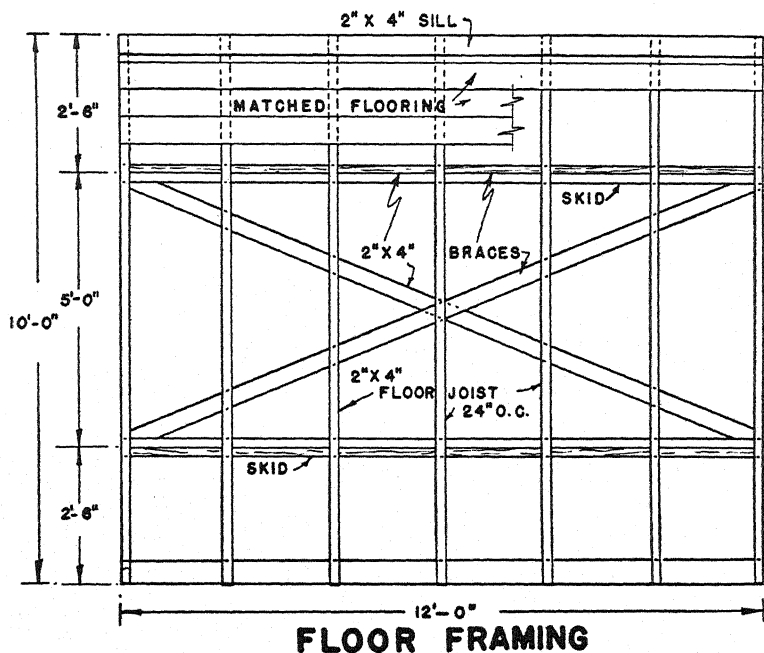 2" X 4" SILL
2'-6"
MATCHED FLOORING
SKID
2"X4"
BRACES
5'-0"
10'-0"
2"X4"
FLOOR JOIST
24" O.C.
SKID
2'-6"
12'-0"
FLOOR FRAMING